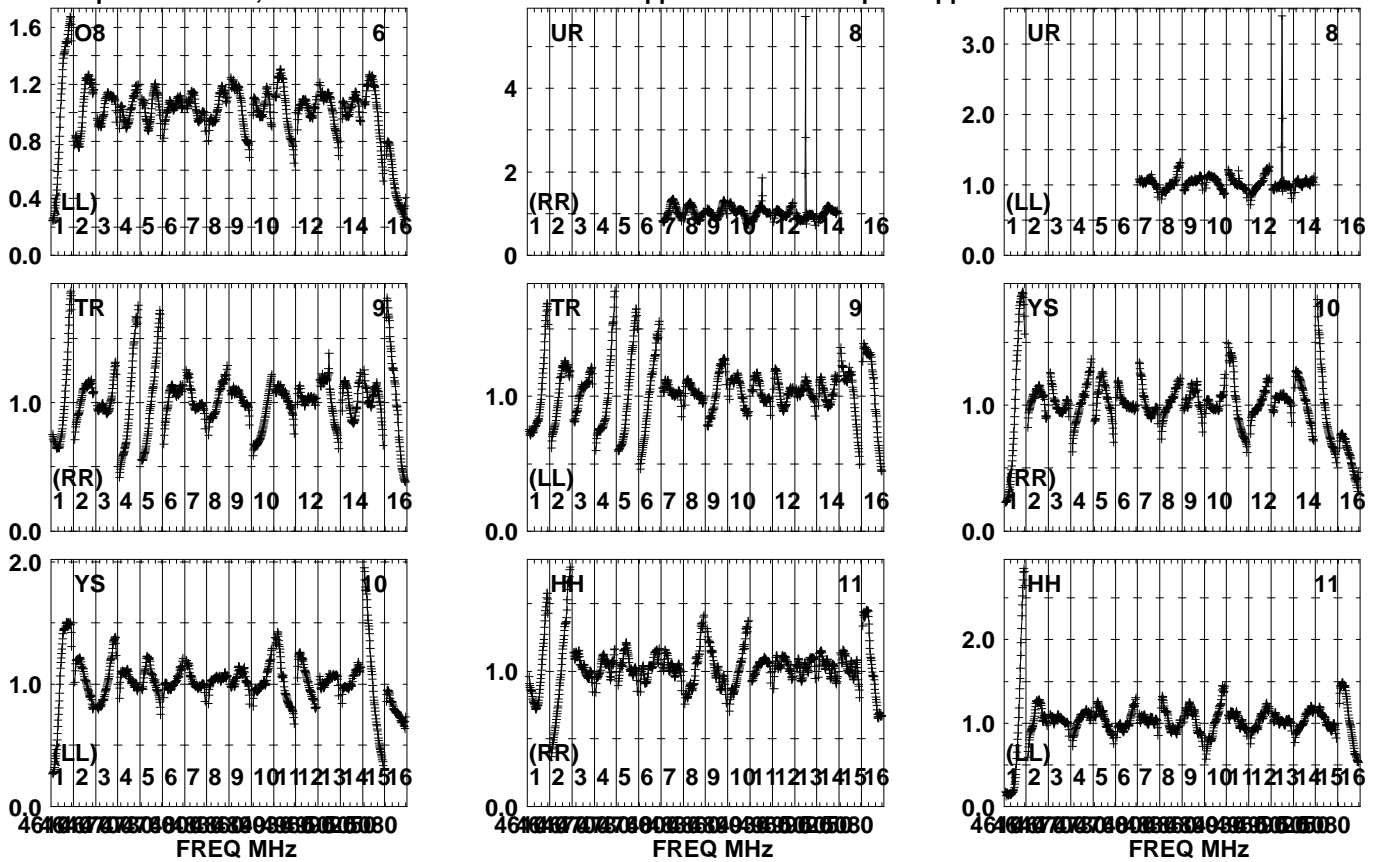 1.6
1.2
0.8
0.4
0.0
O8
6
(LL)
1 2 3 4 5 6 7 8 9 10 12 14 16
4
2
0
UR
8
(RR)
1 2 3 4 5 6 7 8 9 10 12 14 16
3.0
2.0
1.0
0.0
UR
8
(LL)
1 2 3 4 5 6 7 8 9 10 12 14 16
1.0
0.0
TR
9
(RR)
1 2 3 4 5 6 7 8 9 10 12 14 16
1.0
0.0
TR
9
(LL)
1 2 3 4 5 6 7 8 9 10 12 14 16
1.0
0.0
YS
10
(RR)
1 2 3 4 5 6 7 8 9 10 12 14 16
2.0
1.0
0.0
YS
10
(LL)
1 2 3 4 5 6 7 8 9 10 11 12 13 14 15 16
FREQ MHz
1.0
0.0
HH
11
(RR)
1 2 3 4 5 6 7 8 9 10 11 12 13 14 15 16
FREQ MHz
2.0
1.0
0.0
HH
11
(LL)
1 2 3 4 5 6 7 8 9 10 11 12 13 14 15 16
FREQ MHz